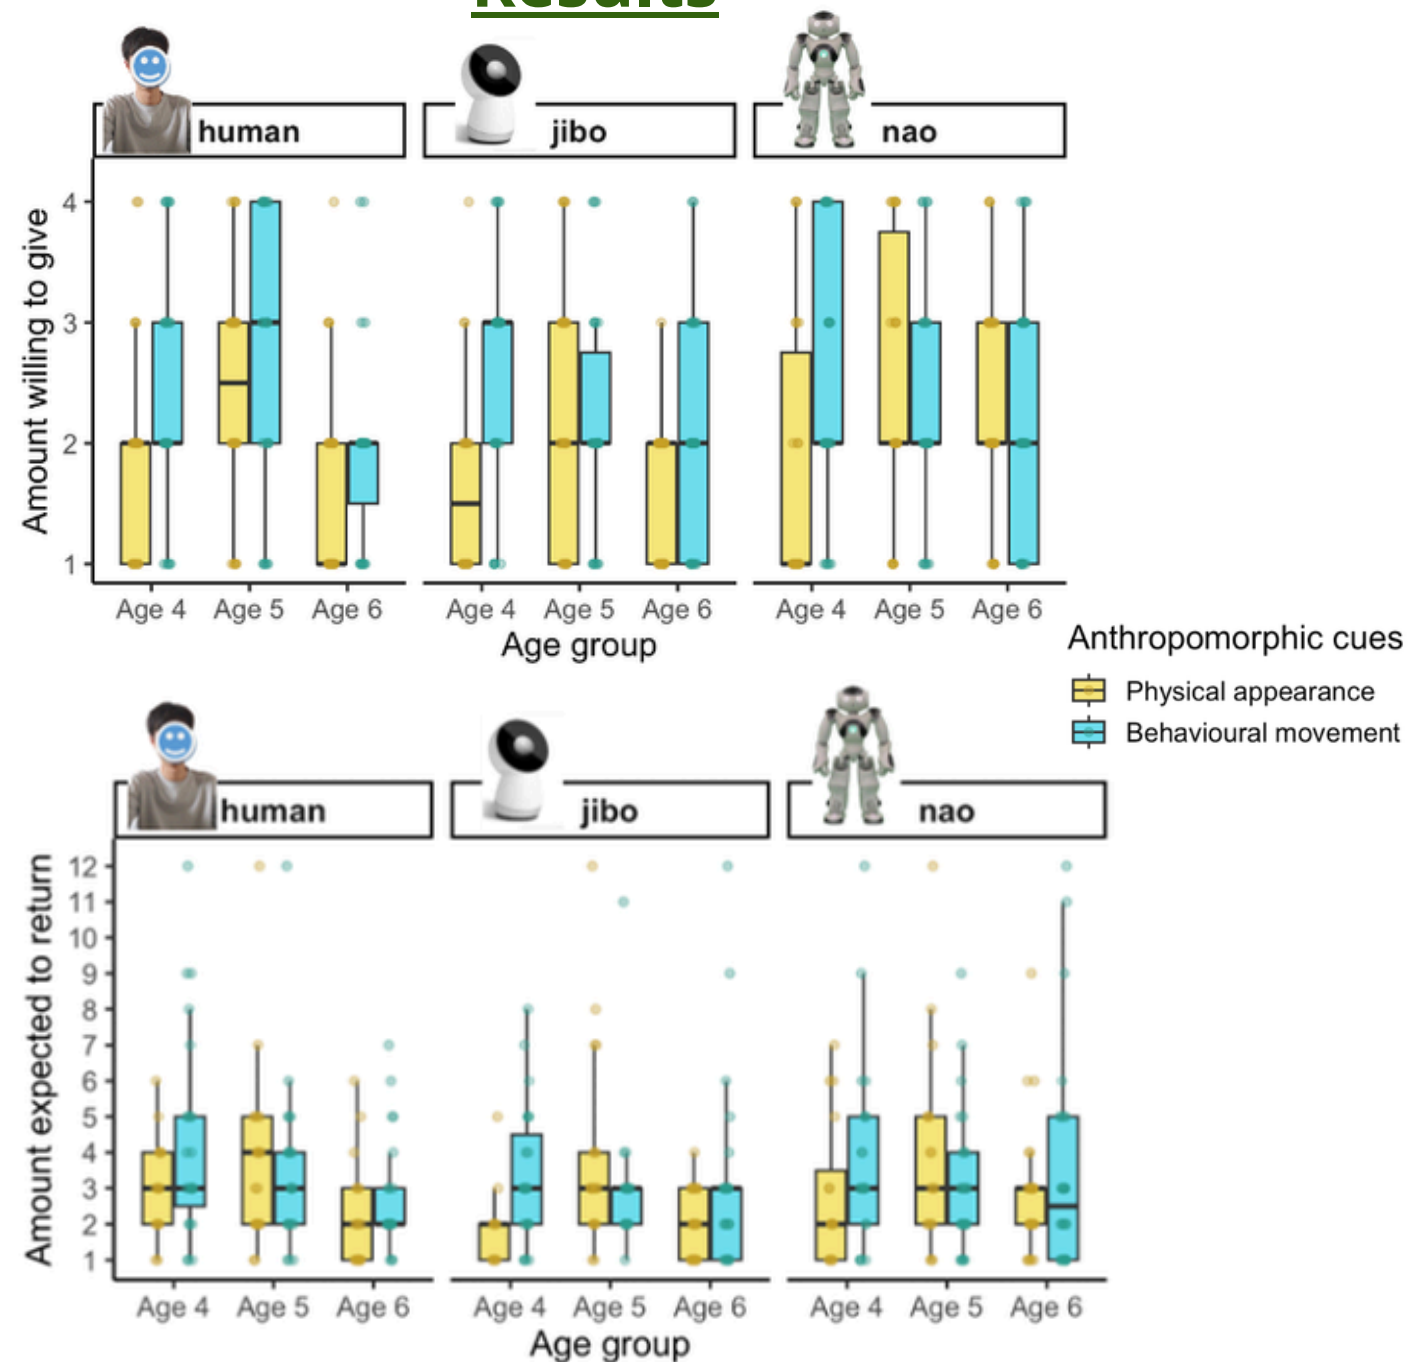 Results
human
jibo
nao
Amount willing to give
4
3
2
1
Age 4 Age 5 Age 6
Age 4 Age 5 Age 6
Age 4 Age 5 Age 6
Age group
Anthropomorphic cues
Physical appearance
Behavioural movement
human
jibo
nao
Amount expected to return
12
11
10
9
8
7
6
5
4
3
2
1
Age 4 Age 5 Age 6
Age 4 Age 5 Age 6
Age 4 Age 5 Age 6
Age group